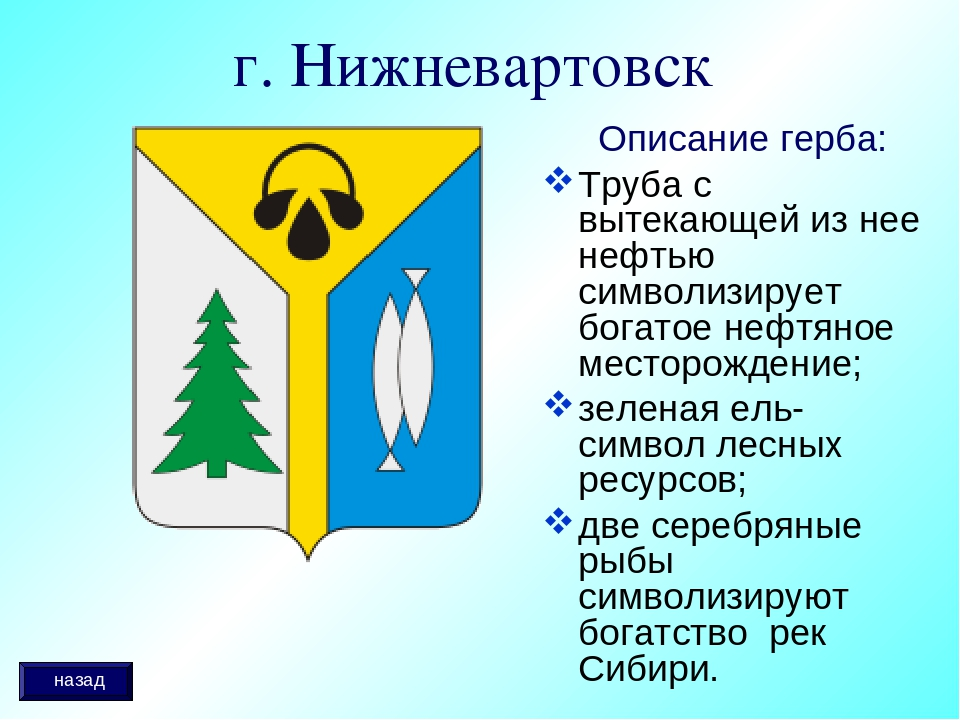 г. Нижневартовск
Описание герба:
Труба с
вытекающей из нее
нефтью
символизирует
богатое нефтяное
месторождение;
зеленая ель-
символ лесных
ресурсов;
две серебряные
рыбы
символизируют
богатство рек
Сибири.
назад